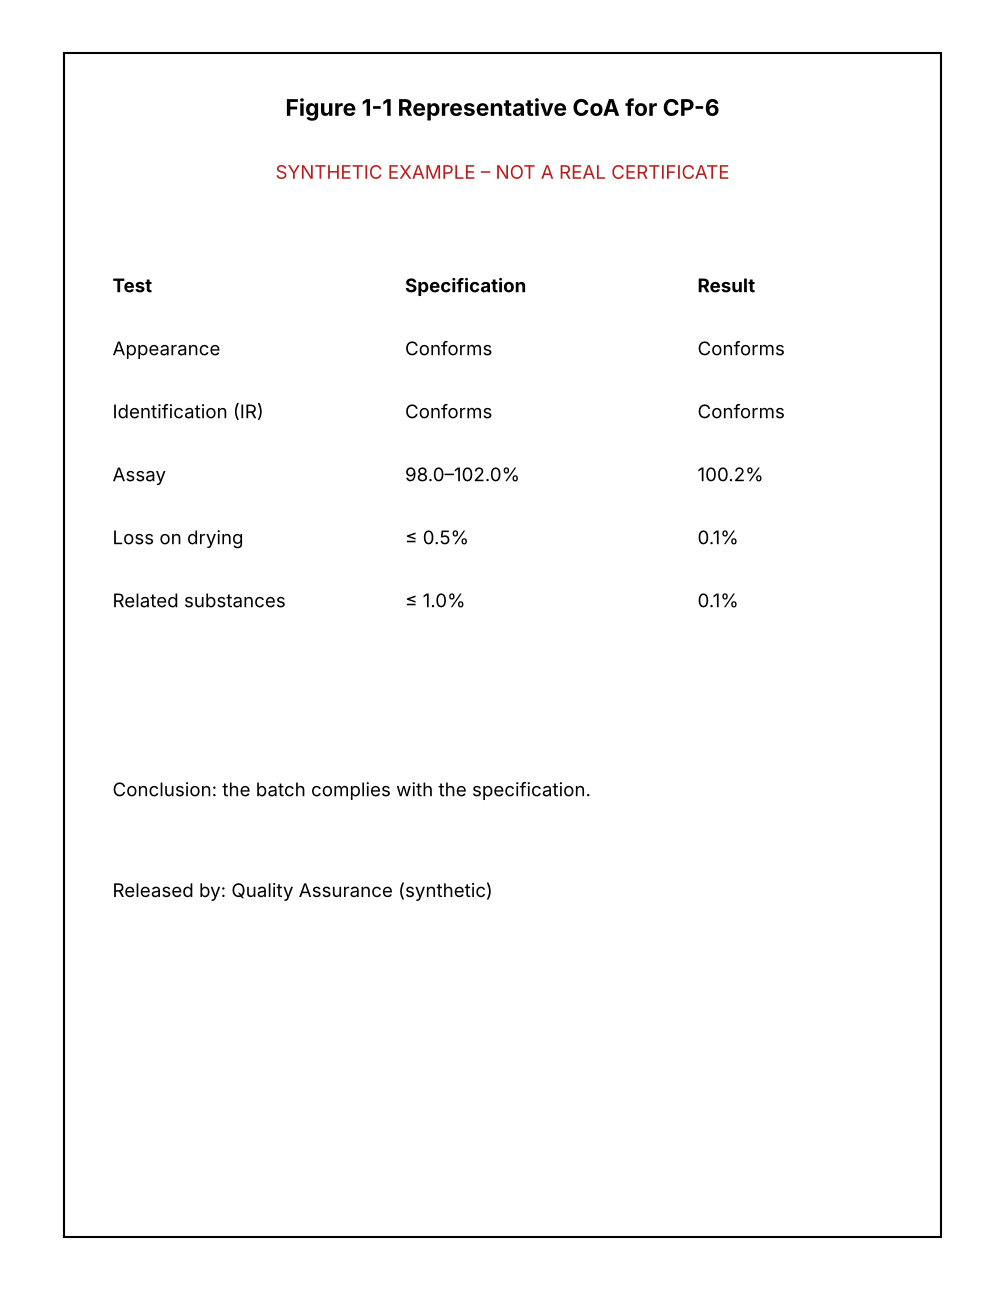 Figure 1-1 Representative CoA for CP-6
SYNTHETIC EXAMPLE – NOT A REAL CERTIFICATE
Test Specification Result
Appearance Conforms Conforms
Identification (IR) Conforms Conforms
Assay 98.0–102.0% 100.2%
Loss on drying ≤ 0.5% 0.1%
Related substances ≤ 1.0% 0.1%
Conclusion: the batch complies with the specification.
Released by: Quality Assurance (synthetic)